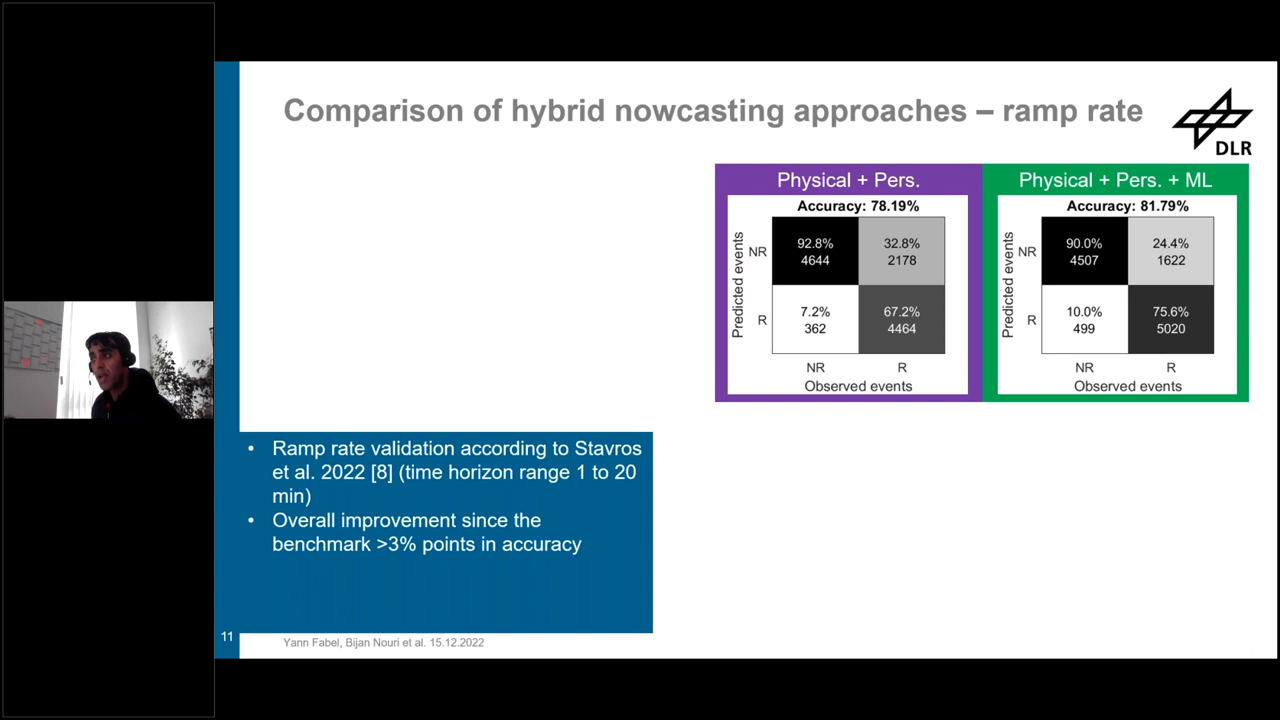 Comparison of hybrid nowcasting approaches – ramp rate
DLR
Physical + Pers.
Accuracy: 78.19%
Predicted events
NR
92.8%
4644
32.8%
2178
R
7.2%
362
67.2%
4464
NR
R
Observed events
Physical + Pers. + ML
Accuracy: 81.79%
Predicted events
NR
90.0%
4507
24.4%
1622
R
10.0%
499
75.6%
5020
NR
R
Observed events
• Ramp rate validation according to Stavros
et al. 2022 [8] (time horizon range 1 to 20
min)
• Overall improvement since the
benchmark >3% points in accuracy
11
Yann Fabel, Bijan Nouri et al. 15.12.2022